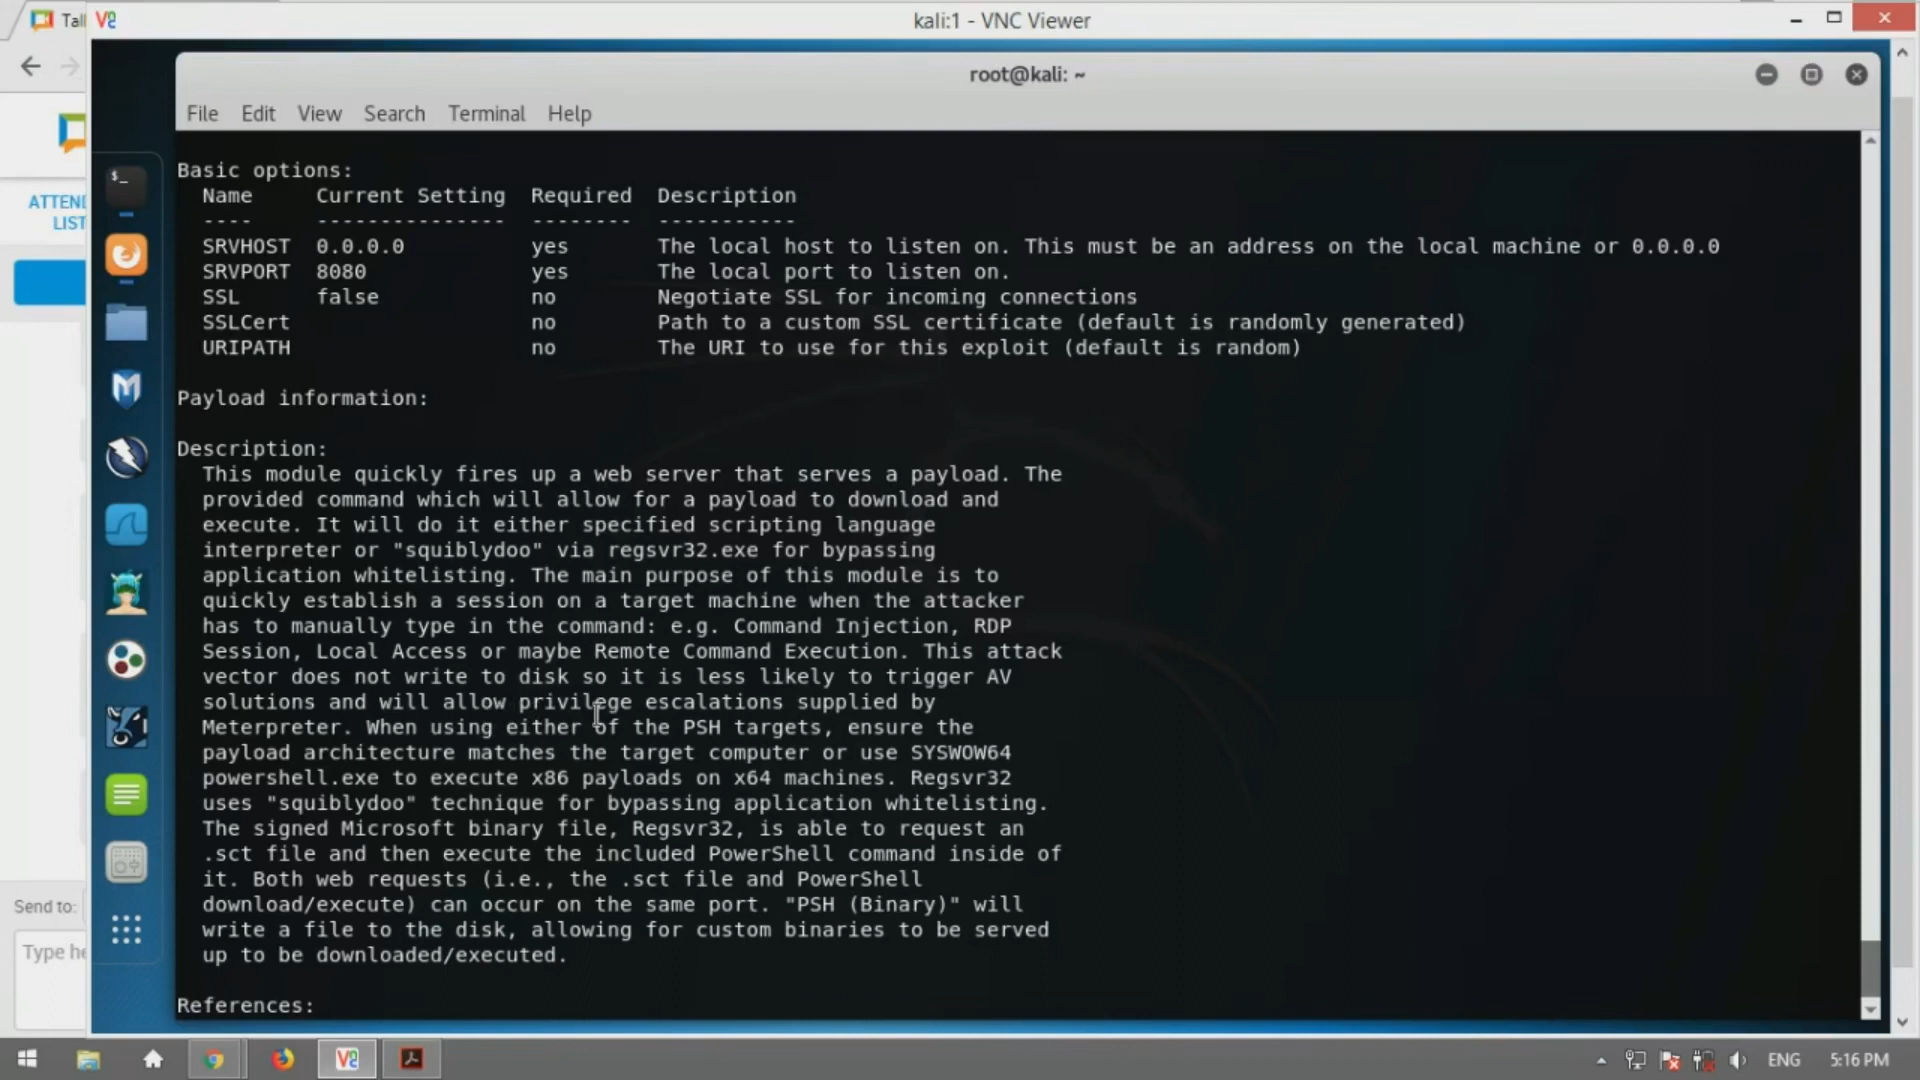 Tal
kali:1 - VNC Viewer
root@kali: ~
File Edit View Search Terminal Help
ATTEND
LIST
Basic options:
Name Current Setting Required Description
---- --------------- -------- -----------
SRVHOST 0.0.0.0 yes The local host to listen on. This must be an address on the local machine or 0.0.0.0
SRVPORT 8080 yes The local port to listen on.
SSL false no Negotiate SSL for incoming connections
SSLCert no Path to a custom SSL certificate (default is randomly generated)
URIPATH no The URI to use for this exploit (default is random)
Payload information:
Description:
This module quickly fires up a web server that serves a payload. The
provided command which will allow for a payload to download and
execute. It will do it either specified scripting language
interpreter or "squiblydoo" via regsvr32.exe for bypassing
application whitelisting. The main purpose of this module is to
quickly establish a session on a target machine when the attacker
has to manually type in the command: e.g. Command Injection, RDP
Session, Local Access or maybe Remote Command Execution. This attack
vector does not write to disk so it is less likely to trigger AV
solutions and will allow privilege escalations supplied by
Meterpreter. When using either of the PSH targets, ensure the
payload architecture matches the target computer or use SYSWOW64
powershell.exe to execute x86 payloads on x64 machines. Regsvr32
uses "squiblydoo" technique for bypassing application whitelisting.
The signed Microsoft binary file, Regsvr32, is able to request an
.sct file and then execute the included PowerShell command inside of
it. Both web requests (i.e., the .sct file and PowerShell
download/execute) can occur on the same port. "PSH (Binary)" will
write a file to the disk, allowing for custom binaries to be served
up to be downloaded/executed.
References:
Send to:
Type he
ENG 5:16 PM